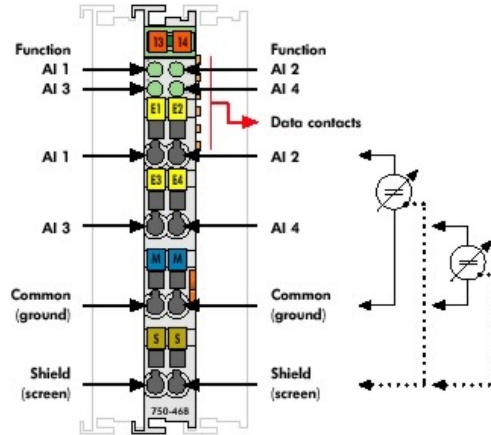 13 14
Function Function
AI 1 AI 2
AI 3 AI 4
E1 E2
Data contacts
AI 1 AI 2
E3 E4
AI 3 AI 4
M M
Common Common
(ground) (ground)
S S
Shield Shield
(screen) (screen)
750-468